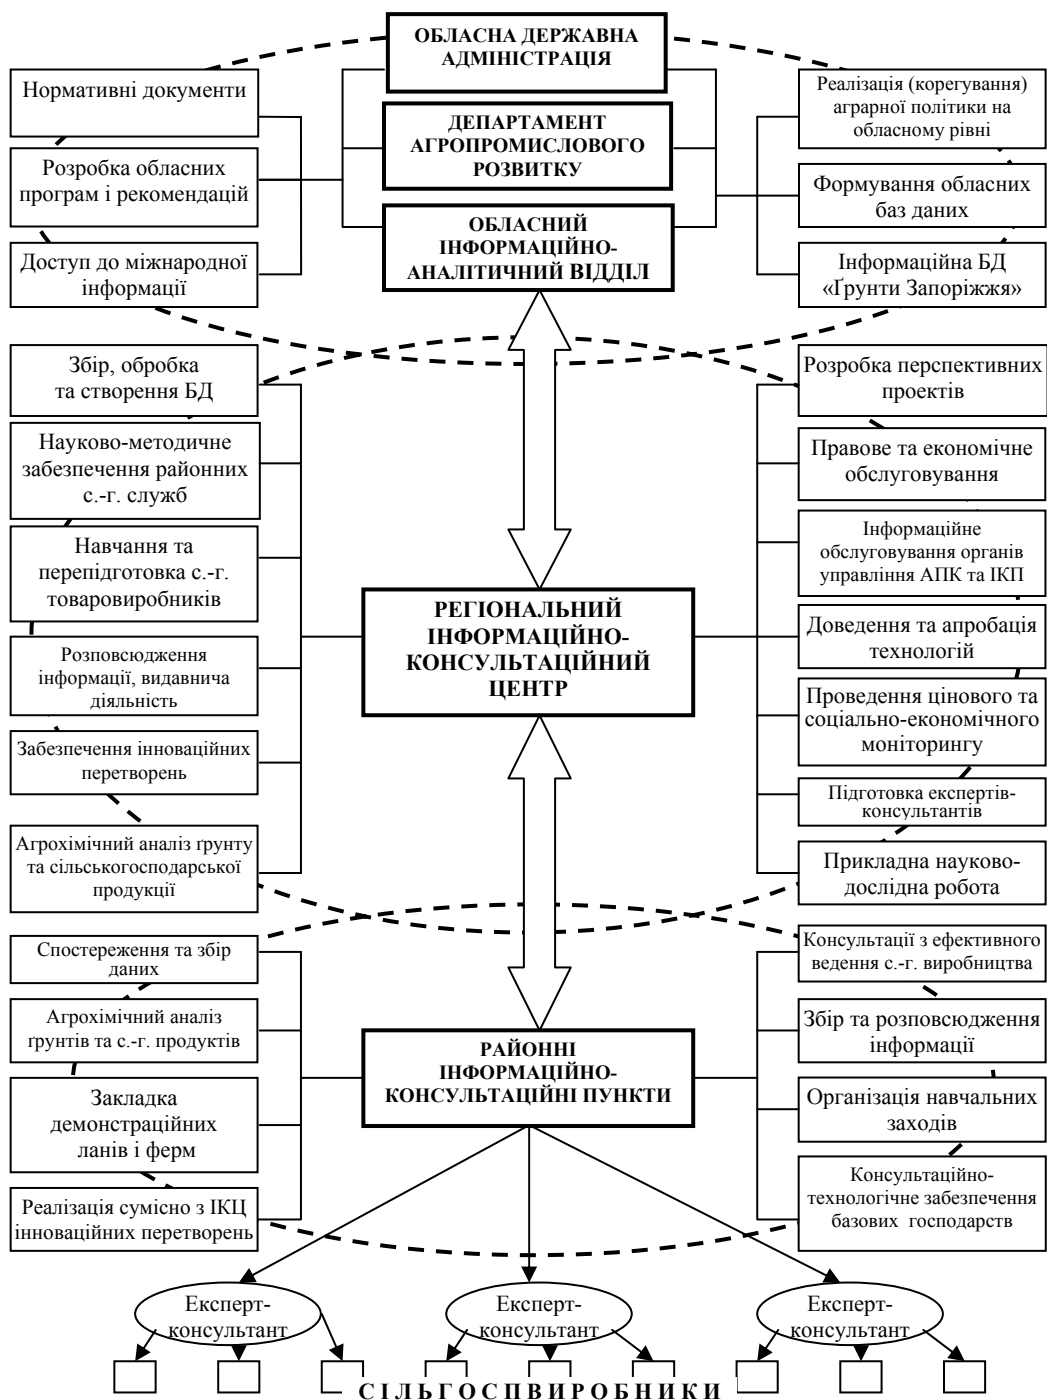 ОБЛАСНА ДЕРЖАВНА
АДМІНІСТРАЦІЯ
Нормативні документи
Розробка обласних
програм і рекомендацій
Доступ до міжнародної
інформації
ДЕПАРТАМЕНТ
АГРОПРОМИСЛОВОГО
РОЗВИТКУ
ОБЛАСНИЙ
ІНФОРМАЦІЙНО-
АНАЛІТИЧНИЙ ВІДДІЛ
Реалізація (корегування)
аграрної політики на
обласному рівні
Формування обласних
баз даних
Інформаційна БД
«Ґрунти Запоріжжя»
Збір, обробка
та створення БД
Науково-методичне
забезпечення районних
с.-г. служб
Навчання та
перепідготовка с.-г.
товаровиробників
Розповсюдження
інформації, видавнича
діяльність
Забезпечення інноваційних
перетворень
Агрохімічний аналіз ґрунту
та сільськогосподарської
продукції
РЕГІОНАЛЬНИЙ
ІНФОРМАЦІЙНО-
КОНСУЛЬТАЦІЙНИЙ
ЦЕНТР
Розробка перспективних
проектів
Правове та економічне
обслуговування
Інформаційне
обслуговування органів
управління АПК та ІКП
Доведення та апробація
технологій
Проведення цінового та
соціально-економічного
моніторингу
Підготовка експертів-
консультантів
Прикладна науково-
дослідна робота
Спостереження та збір
даних
Агрохімічний аналіз
ґрунтів та с.-г. продуктів
Закладка
демонстраційних
ланів і ферм
Реалізація сумісно з ІКЦ
інноваційних перетворень
РАЙОННІ
ІНФОРМАЦІЙНО-
КОНСУЛЬТАЦІЙНІ ПУНКТИ
Консультації з ефективного
ведення с.-г. виробництва
Збір та розповсюдження
інформації
Організація навчальних
заходів
Консультаційно-
технологічне забезпечення
базових господарств
Експерт-
консультант
Експерт-
консультант
Експерт-
консультант
СІЛЬГОСПВИРОБНИКИ